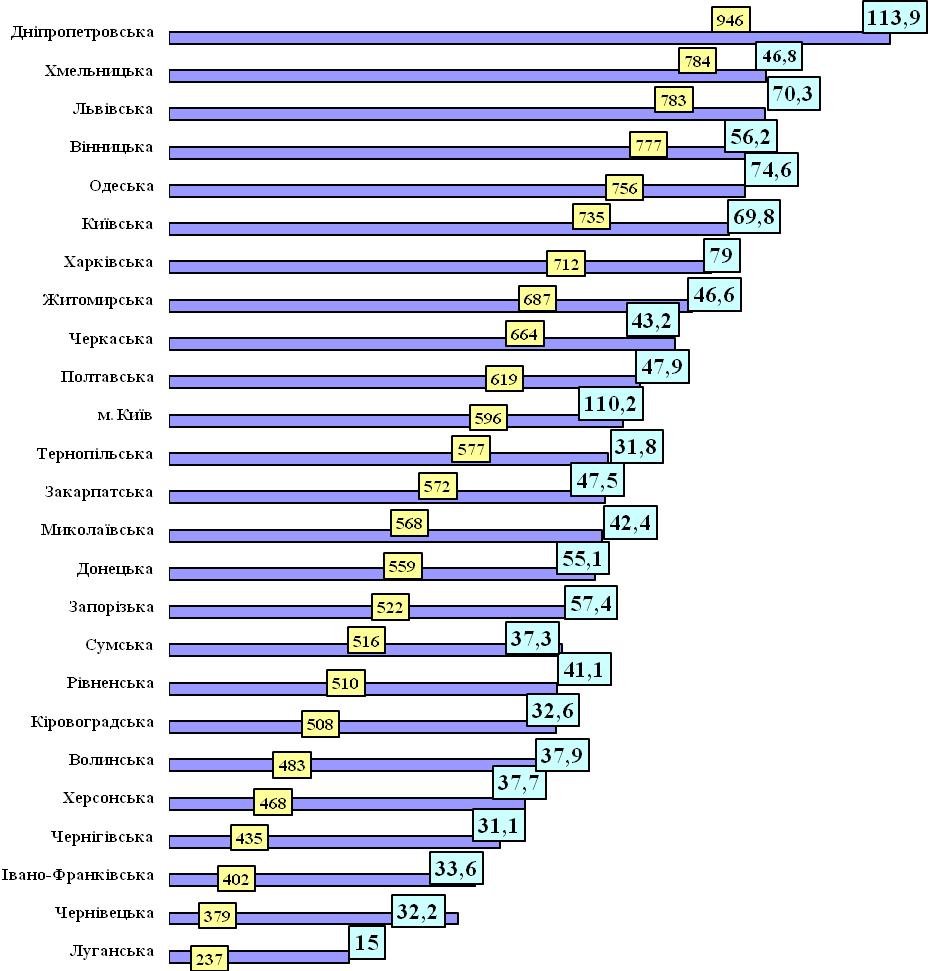 Дніпропетровська 946 113,9
Хмельницька 784 46,8
Львівська 783 70,3
Вінницька 777 56,2
Одеська 756 74,6
Київська 735 69,8
Харківська 712 79
Житомирська 687 46,6
Черкаська 664 43,2
Полтавська 619 47,9
м. Київ 596 110,2
Тернопільська 577 31,8
Закарпатська 572 47,5
Миколаївська 568 42,4
Донецька 559 55,1
Запорізька 522 57,4
Сумська 516 37,3
Рівненська 510 41,1
Кіровоградська 508 32,6
Волинська 483 37,9
Херсонська 468 37,7
Чернігівська 435 31,1
Івано-Франківська 402 33,6
Чернівецька 379 32,2
Луганська 237 15